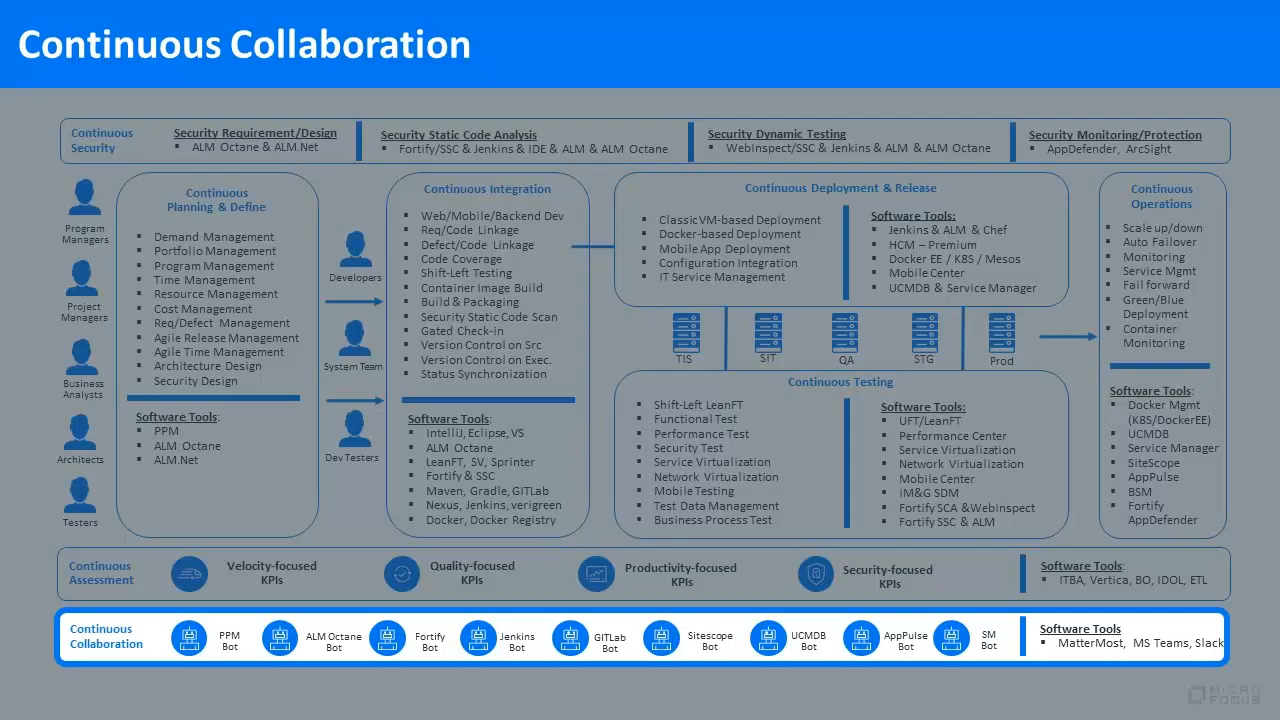 Continuous Collaboration
Continuous
Security
Security Requirement/Design
▪ ALM Octane & ALM.Net
Security Static Code Analysis
▪ Fortify/SSC & Jenkins & IDE & ALM & ALM Octane
Security Dynamic Testing
▪ WebInspect/SSC & Jenkins & ALM & ALM Octane
Security Monitoring/Protection
▪ AppDefender, ArcSight
Program
Managers
Project
Managers
Business
Analysts
Architects
Testers
Continuous
Planning & Define
▪ Demand Management
▪ Portfolio Management
▪ Program Management
▪ Time Management
▪ Resource Management
▪ Cost Management
▪ Req/Defect Management
▪ Agile Release Management
▪ Agile Time Management
▪ Architecture Design
▪ Security Design
Software Tools:
▪ PPM
▪ ALM Octane
▪ ALM.Net
Developers
System Team
Dev Testers
Continuous Integration
▪ Web/Mobile/Backend Dev
▪ Req/Code Linkage
▪ Defect/Code Linkage
▪ Code Coverage
▪ Shift-Left Testing
▪ Container Image Build
▪ Build & Packaging
▪ Security Static Code Scan
▪ Gated Check-in
▪ Version Control on Src
▪ Version Control on Exec.
▪ Status Synchronization
Software Tools:
▪ IntelliJ, Eclipse, VS
▪ ALM Octane
▪ LeanFT, SV, Sprinter
▪ Fortify & SSC
▪ Maven, Gradle, GITLab
▪ Nexus, Jenkins, verigreen
▪ Docker, Docker Registry
Continuous Deployment & Release
▪ ClassicVM-based Deployment
▪ Docker-based Deployment
▪ Mobile App Deployment
▪ Configuration Integration
▪ IT Service Management
Software Tools:
▪ Jenkins & ALM & Chef
▪ HCM – Premium
▪ Docker EE / K8S / Mesos
▪ Mobile Center
▪ UCMDB & Service Manager
TIS
SIT
QA
STG
Prod
Continuous Testing
▪ Shift-Left LeanFT
▪ Functional Test
▪ Performance Test
▪ Security Test
▪ Service Virtualization
▪ Network Virtualization
▪ Mobile Testing
▪ Test Data Management
▪ Business Process Test
Software Tools:
▪ UFT/LeanFT
▪ Performance Center
▪ Service Virtualization
▪ Network Virtualization
▪ Mobile Center
▪ IM&G SDM
▪ Fortify SCA &WebInspect
▪ Fortify SSC & ALM
Continuous
Operations
▪ Scale up/down
▪ Auto Failover
▪ Monitoring
▪ Service Mgmt
▪ Fail forward
▪ Green/Blue
Deployment
▪ Container
Monitoring
Software Tools:
▪ Docker Mgmt
(K8S/DockerEE)
▪ UCMDB
▪ Service Manager
▪ SiteScope
▪ AppPulse
▪ BSM
▪ Fortify
AppDefender
Continuous
Assessment
Velocity-focused
KPIs
Quality-focused
KPIs
Productivity-focused
KPIs
Security-focused
KPIs
Software Tools:
▪ ITBA, Vertica, BO, IDOL, ETL
Continuous
Collaboration
PPM
Bot
ALM Octane
Bot
Fortify
Bot
Jenkins
Bot
GITLab
Bot
Sitescope
Bot
UCMDB
Bot
AppPulse
Bot
SM
Bot
Software Tools
▪ MatterMost, MS Teams, Slack
MICRO
FOCUS